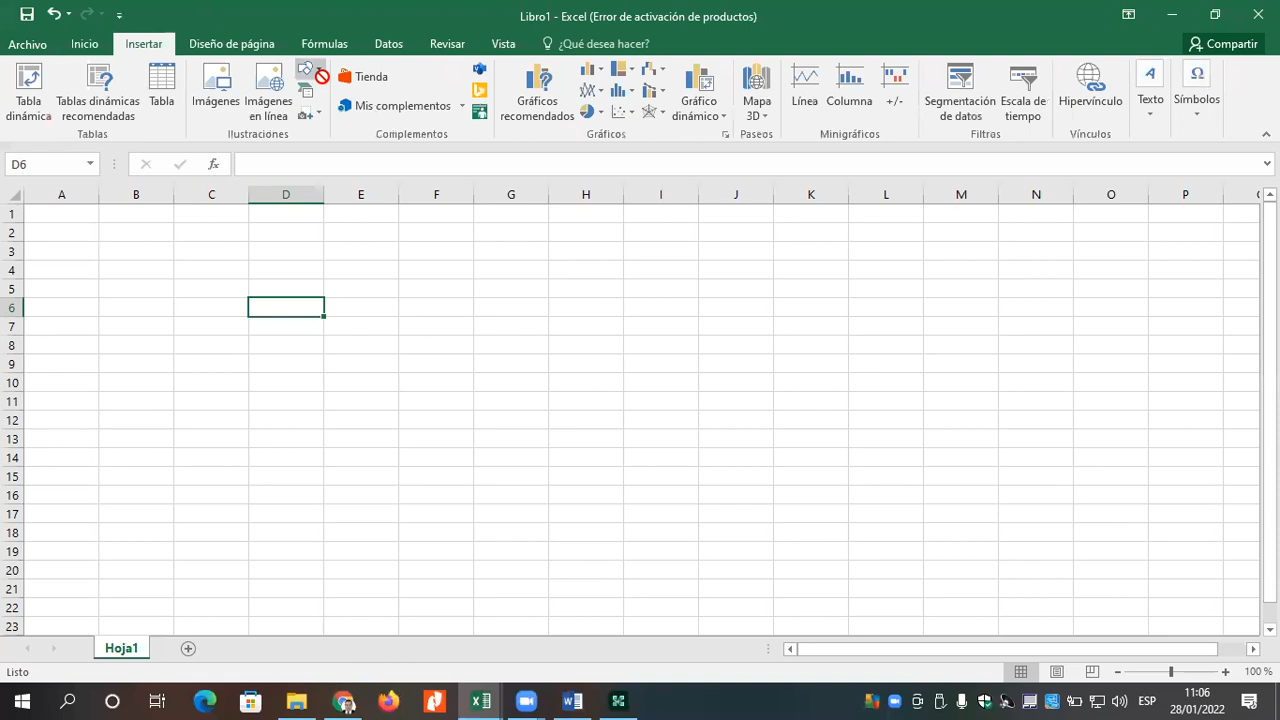 Libro1 - Excel (Error de activación de productos)
Archivo Inicio Insertar Diseño de página Fórmulas Datos Revisar Vista ¿Qué desea hacer? Compartir
Tabla dinámica
Tablas dinámicas recomendadas
Tabla
Imágenes
Imágenes en línea
Tienda
Mis complementos
Gráficos recomendados
Gráfico dinámico
Mapa 3D
Línea
Columna
+/-
Segmentación de datos
Escala de tiempo
Hipervínculo
Texto
Símbolos
Tablas Ilustraciones Complementos Gráficos Paseos Minigráficos Filtros Vínculos
D6 fx
A B C D E F G H I J K L M N O P
1
2
3
4
5
6
7
8
9
10
11
12
13
14
15
16
17
18
19
20
21
22
23
Hoja1
Listo 100 %
ESP 11:06
28/01/2022